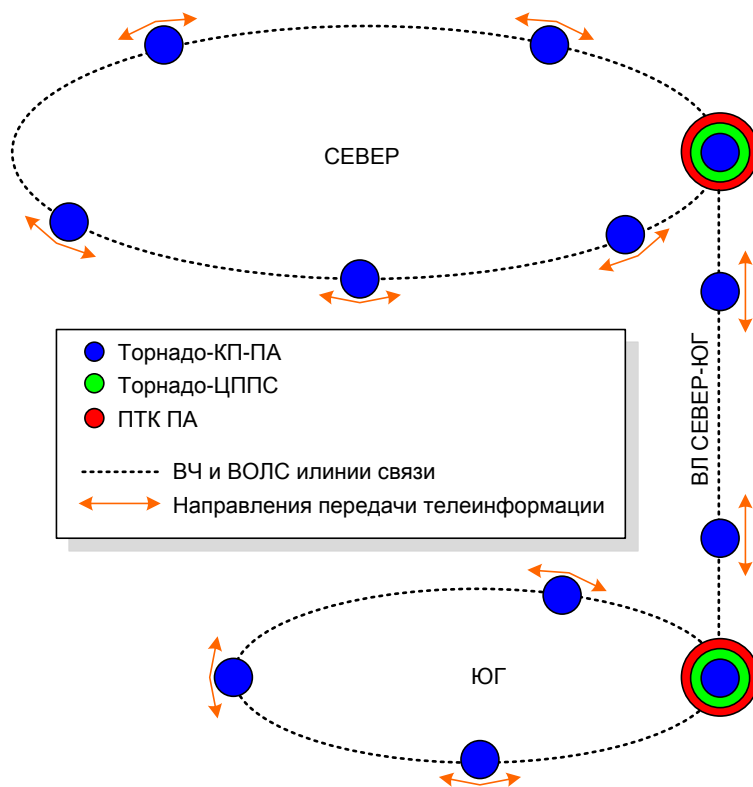 СЕВЕР
Торнадо-КП-ПА
Торнадо-ЦППС
ПТК ПА
ВЧ и ВОЛС илинии связи
Направления передачи телеинформации
ВЛ СЕВЕР-ЮГ
ЮГ